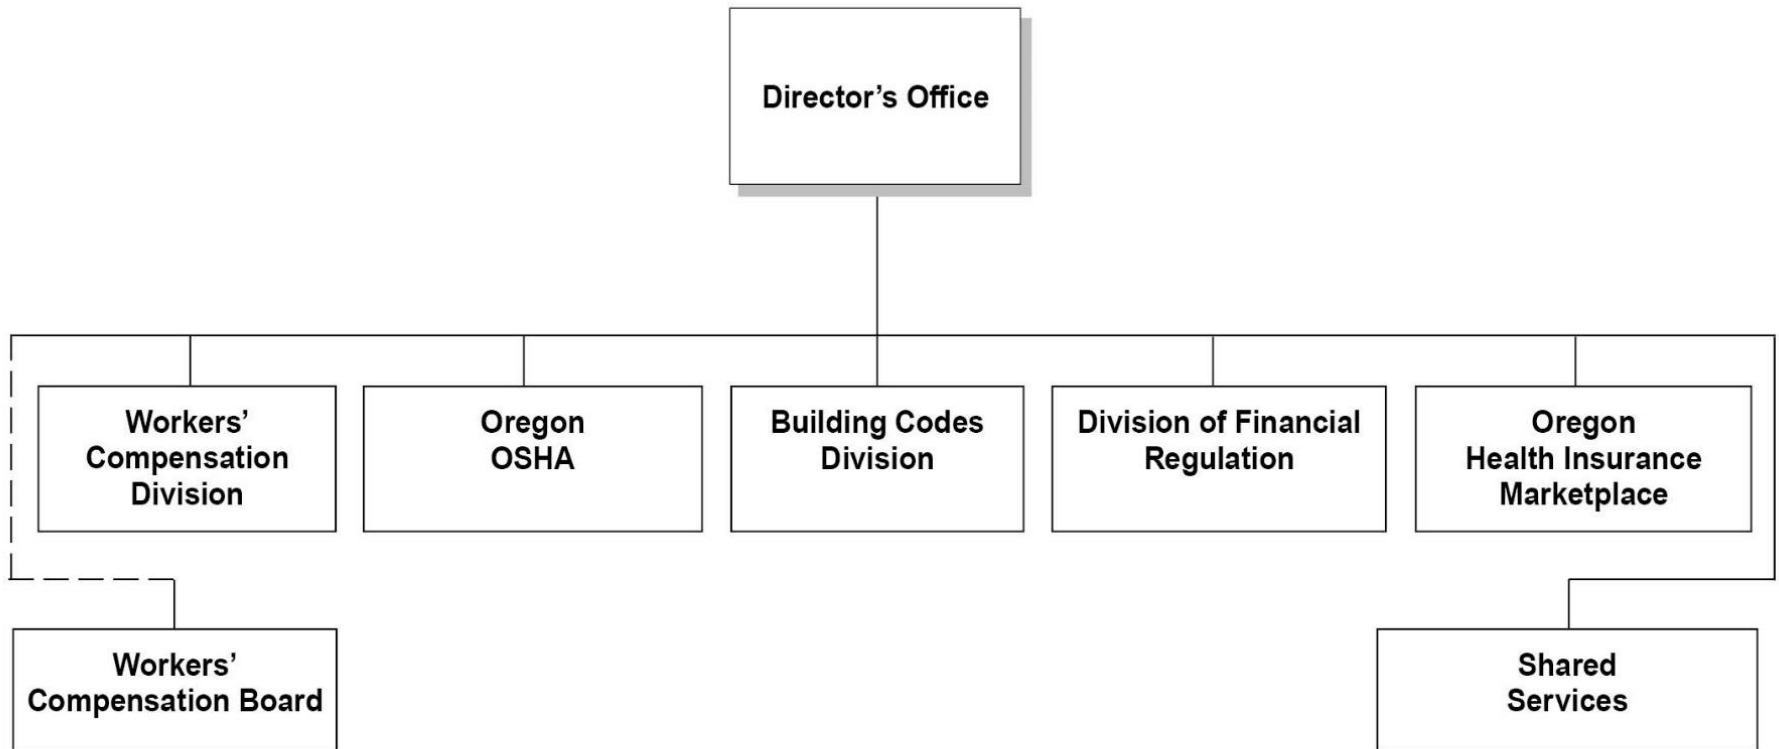 Director’s Office
Workers’
Compensation
Division
Oregon
OSHA
Building Codes
Division
Division of Financial
Regulation
Oregon
Health Insurance
Marketplace
Workers’
Compensation Board
Shared
Services